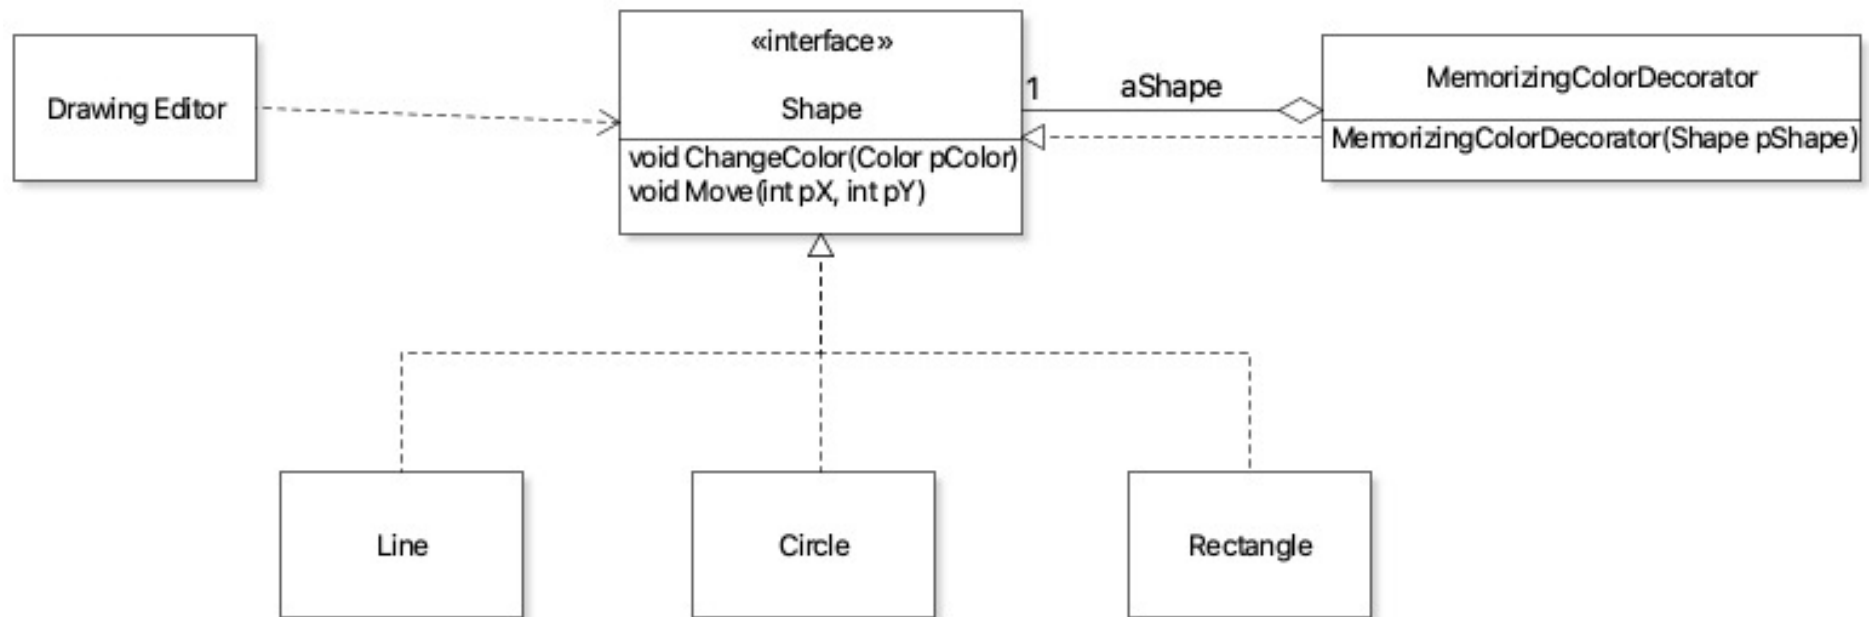 Drawing Editor
«interface»
Shape
void ChangeColor(Color pColor)
void Move(int pX, int pY)
1
aShape
MemorizingColorDecorator
MemorizingColorDecorator(Shape pShape)
Line
Circle
Rectangle